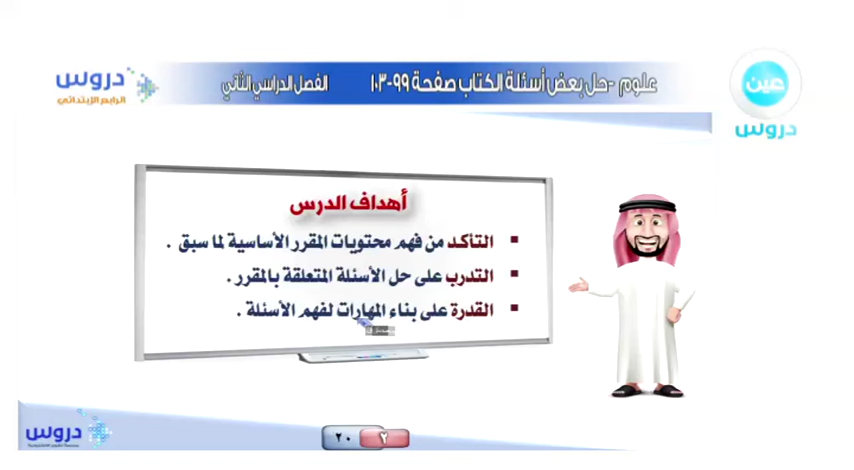 علوم - حل بعض أسئلة الكتاب صفحة ٩٩-١٠٣
الفصل الدراسي الثاني
دروس
الرابع الإبتدائي
عين
دروس
أهداف الدرس
التأكد من فهم محتويات المقرر الأساسية لما سبق .
التدرب على حل الأسئلة المتعلقة بالمقرر .
القدرة على بناء المهارات لفهم الأسئلة .
دروس
٢٠
٢